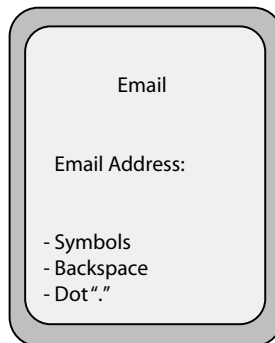 Email
Email Address:
- Symbols
- Backspace
- Dot “.”